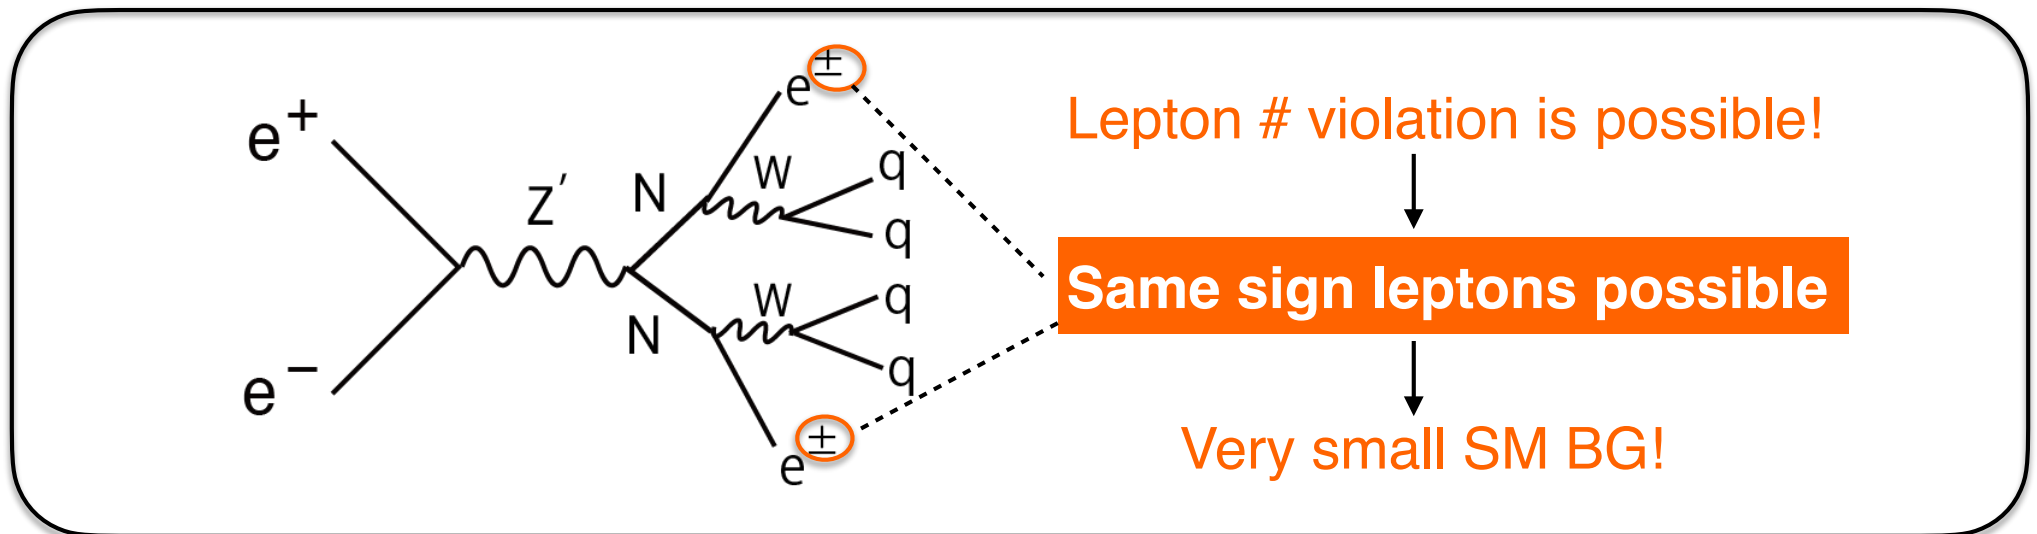 e⁺
e⁻
Z′
N
N
W
W
e±
q
q
q
q
e±
Lepton # violation is possible!
Same sign leptons possible
Very small SM BG!